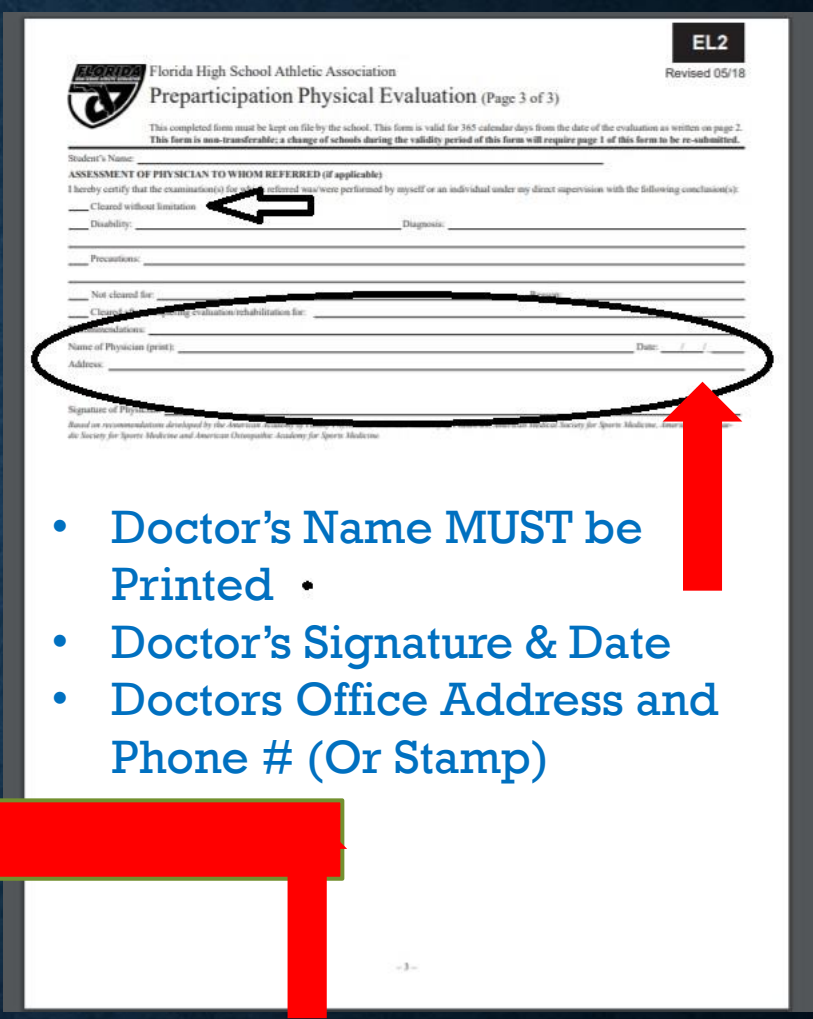 EL2
Revised 05/18
FLORIDA
Florida High School Athletic Association
Preparticipation Physical Evaluation (Page 3 of 3)
This completed form must be kept on file by the school. This form is valid for 365 calendar days from the date of the evaluation as written on page 2.
This form is non-transferable; a change of schools during the validity period of this form will require page 1 of this form to be re-submitted.
Student's Name:
ASSESSMENT OF PHYSICIAN TO WHOM REFERRED (if applicable)
I hereby certify that the examination(s) for which referred was/were performed by myself or an individual under my direct supervision with the following conclusion(s):
Cleared without limitation
Disability: Diagnosis:
Precautions:
Not cleared for: Reason:
Cleared after evaluation/rehabilitation for:
Name of Physician (print): Date: / /
Address:
Signature of
Based on recommendations developed by the American Medical Society for Sports Medicine,
dic Society for Sports Medicine and American Osteopathic Academy for Sports Medicine.
• Doctor's Name MUST be
Printed
• Doctor's Signature & Date
• Doctors Office Address and
Phone # (Or Stamp)
– 3 –